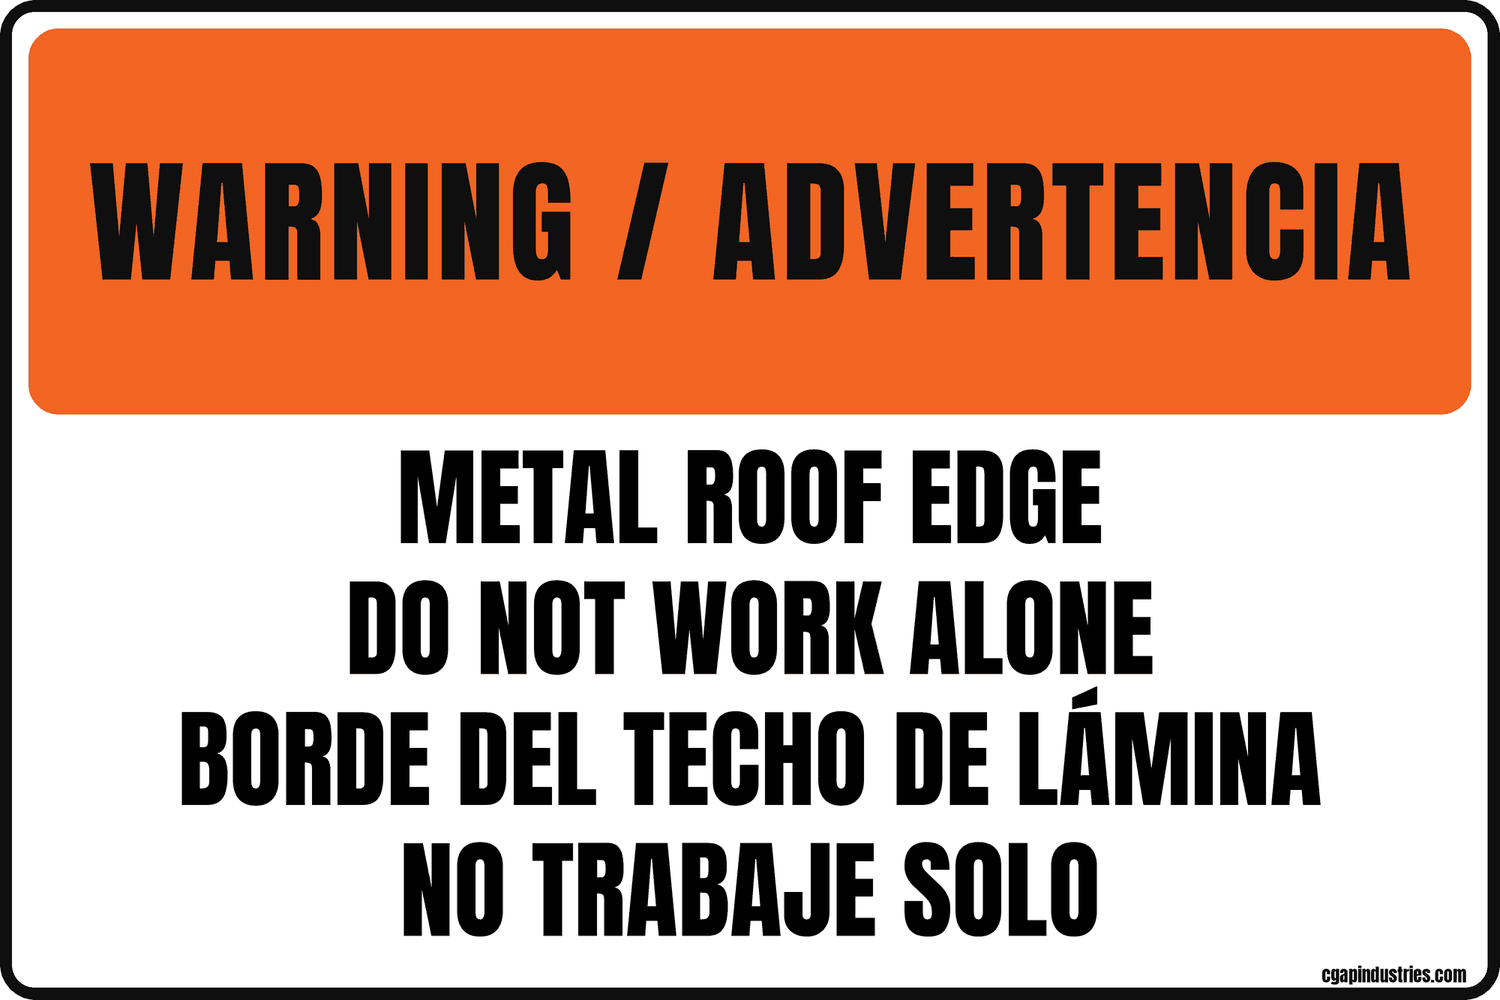 WARNING / ADVERTENCIA
METAL ROOF EDGE
DO NOT WORK ALONE
BORDE DEL TECHO DE LÁMINA
NO TRABAJE SOLO
cgapindustries.com